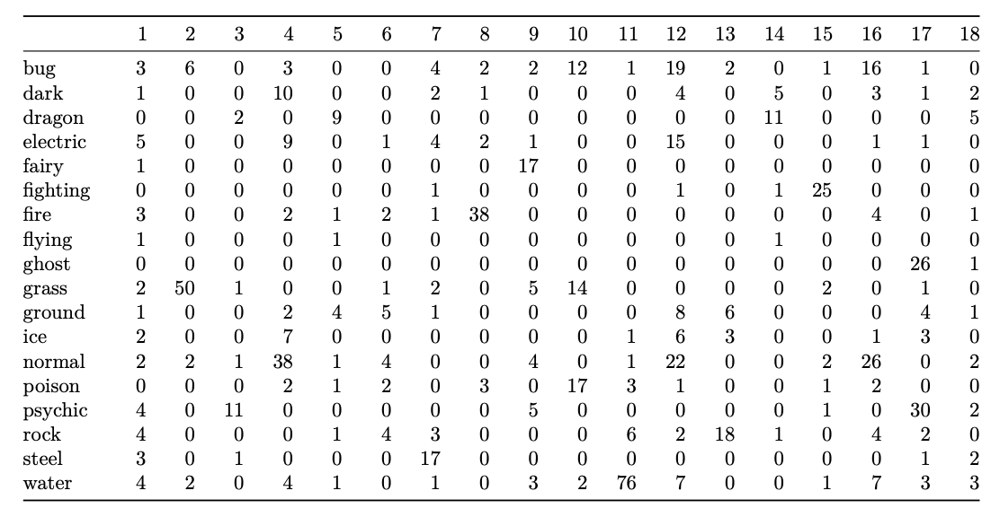 1 2 3 4 5 6 7 8 9 10 11 12 13 14 15 16 17 18
bug 3 6 0 3 0 0 4 2 2 12 1 19 2 0 1 16 1 0
dark 1 0 0 10 0 0 2 1 0 0 0 4 0 5 0 3 1 2
dragon 0 0 2 0 9 0 0 0 0 0 0 0 0 11 0 0 0 5
electric 5 0 0 9 0 1 4 2 1 0 0 15 0 0 0 1 1 0
fairy 1 0 0 0 0 0 0 0 17 0 0 0 0 0 0 0 0 0
fighting 0 0 0 0 0 0 1 0 0 0 0 1 0 1 25 0 0 0
fire 3 0 0 2 1 2 1 38 0 0 0 0 0 0 0 4 0 1
flying 1 0 0 0 1 0 0 0 0 0 0 0 0 1 0 0 0 0
ghost 0 0 0 0 0 0 0 0 0 0 0 0 0 0 0 0 26 1
grass 2 50 1 0 0 1 2 0 5 14 0 0 0 0 2 0 1 0
ground 1 0 0 2 4 5 1 0 0 0 0 8 6 0 0 0 4 1
ice 2 0 0 7 0 0 0 0 0 0 1 6 3 0 0 1 3 0
normal 2 2 1 38 1 4 0 0 4 0 1 22 0 0 2 26 0 2
poison 0 0 0 2 1 2 0 3 0 17 3 1 0 0 1 2 0 0
psychic 4 0 11 0 0 0 0 0 5 0 0 0 0 0 1 0 30 2
rock 4 0 0 0 1 4 3 0 0 0 6 2 18 1 0 4 2 0
steel 3 0 1 0 0 0 17 0 0 0 0 0 0 0 0 0 1 2
water 4 2 0 4 1 0 1 0 3 2 76 7 0 0 1 7 3 3